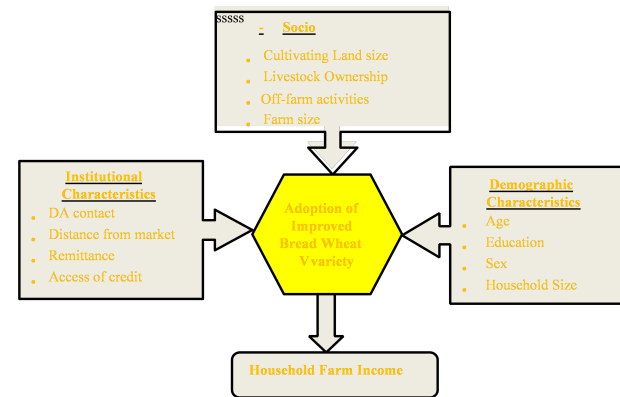 sssss
- Socio
• Cultivating Land size
• Livestock Ownership
• Off-farm activities
• Farm size
Institutional
Characteristics
• DA contact
• Distance from market
• Remittance
• Access of credit
Adoption of
Improved
Bread Wheat
Vvariety
Demographic
Characteristics
• Age
• Education
• Sex
• Household Size
Household Farm Income